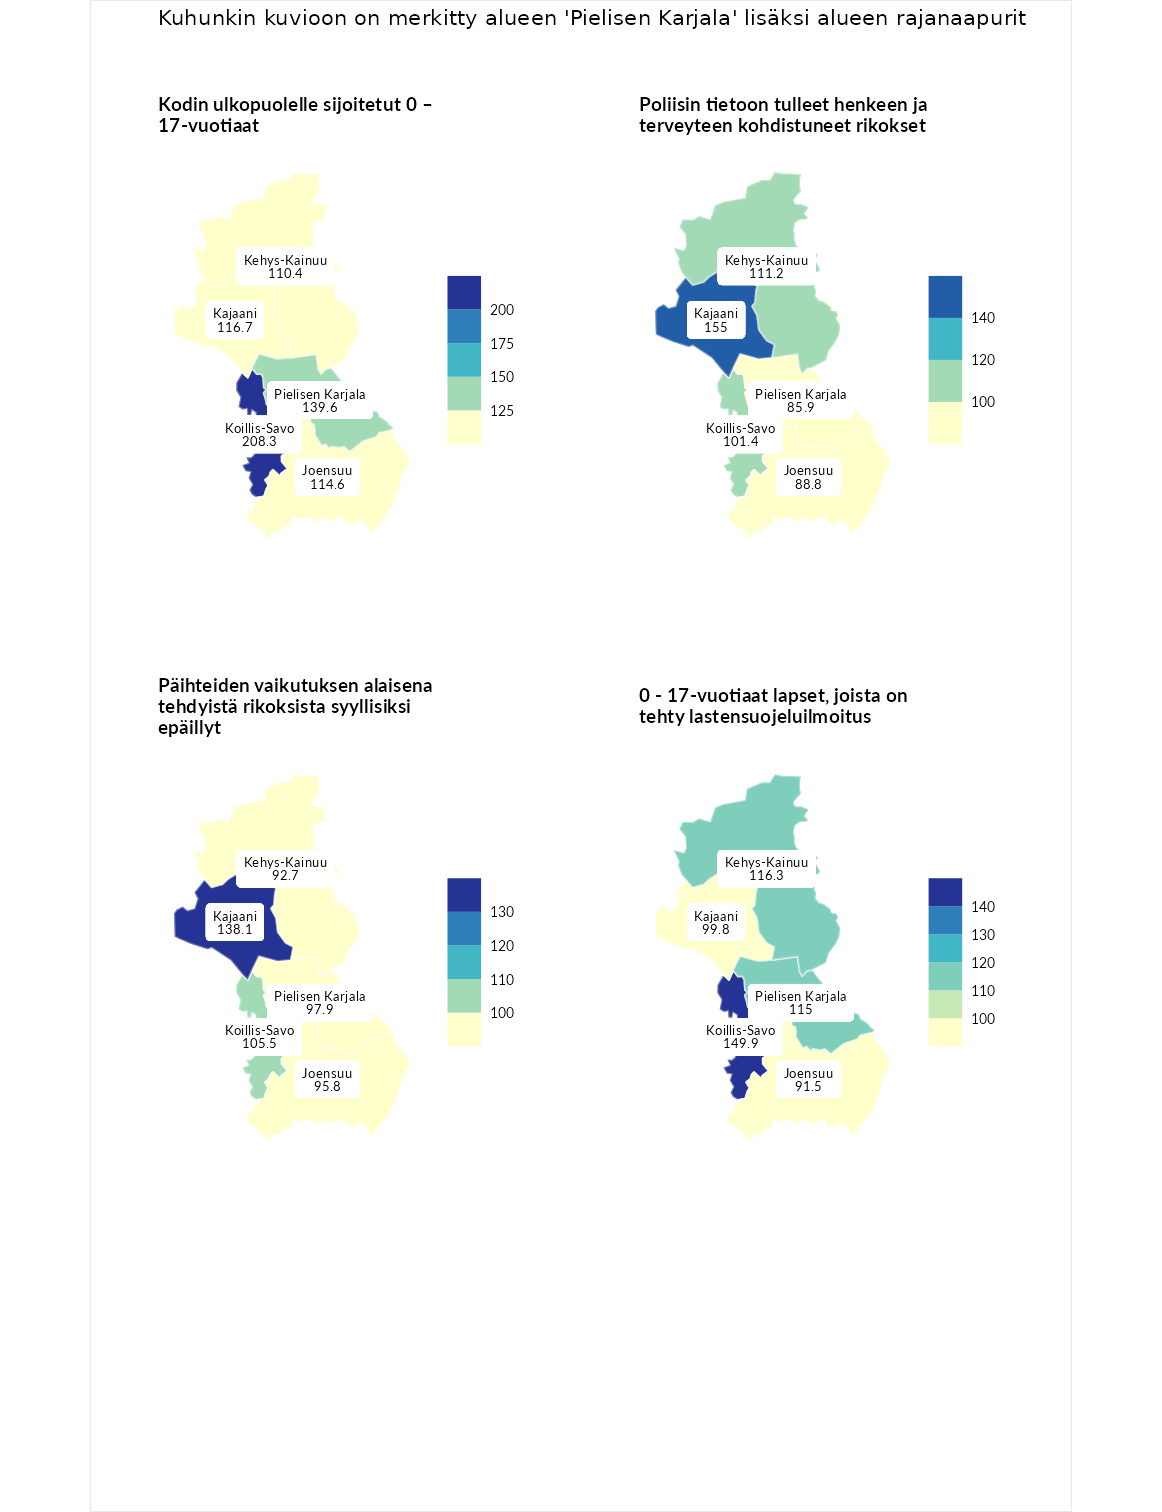 Kuhunkin kuvioon on merkitty alueen 'Pielisen Karjala' lisäksi alueen rajanaapurit
Kodin ulkopuolelle sijoitetut 0 –
17-vuotiaat
Kehys-Kainuu
110.4
Kajaani
116.7
Pielisen Karjala
139.6
Koillis-Savo
208.3
Joensuu
114.6
200
175
150
125
Poliisin tietoon tulleet henkeen ja
terveyteen kohdistuneet rikokset
Kehys-Kainuu
111.2
Kajaani
155
Pielisen Karjala
85.9
Koillis-Savo
101.4
Joensuu
88.8
140
120
100
Päihteiden vaikutuksen alaisena
tehdyistä rikoksista syyllisiksi
epäillyt
Kehys-Kainuu
92.7
Kajaani
138.1
Pielisen Karjala
97.9
Koillis-Savo
105.5
Joensuu
95.8
130
120
110
100
0 - 17-vuotiaat lapset, joista on
tehty lastensuojeluilmoitus
Kehys-Kainuu
116.3
Kajaani
99.8
Pielisen Karjala
115
Koillis-Savo
149.9
Joensuu
91.5
140
130
120
110
100